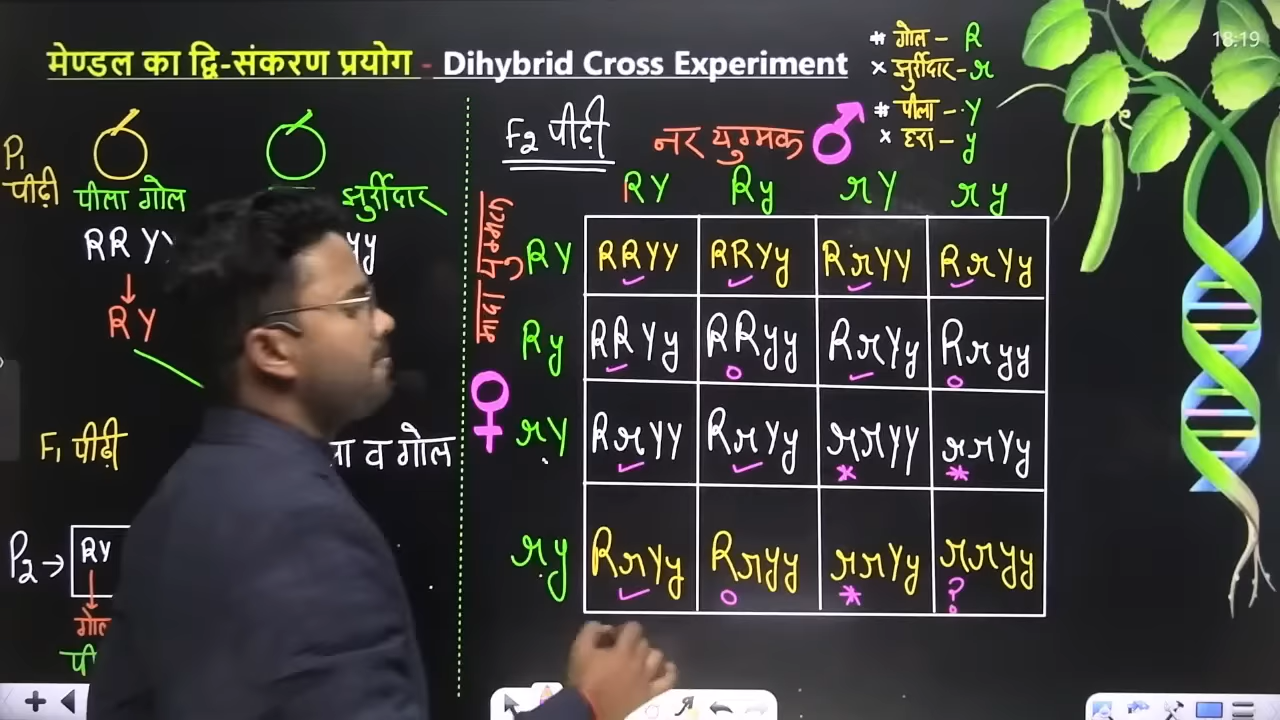 मेण्डल का द्वि-संकरण प्रयोग - Dihybrid Cross Experiment
* गोल - R
× झुर्रीदार - r
* पीला - Y
× हरा - y
18:19
P₁ पीढ़ी
पीला गोल
झुर्रीदार
RRYY
yy
RY
F₁ पीढ़ी
व गोल
P₂ → RY
गोल
F₂ पीढ़ी
नर युग्मक ♂
मादा युग्मक ♀
RY Ry rY ry
RY RRYY RRYy RrYY RrYy
Ry RRYy RRyy RrYy Rryy
rY RrYY RrYy rrYY rrYy
ry RrYy Rryy rrYy rryy
?